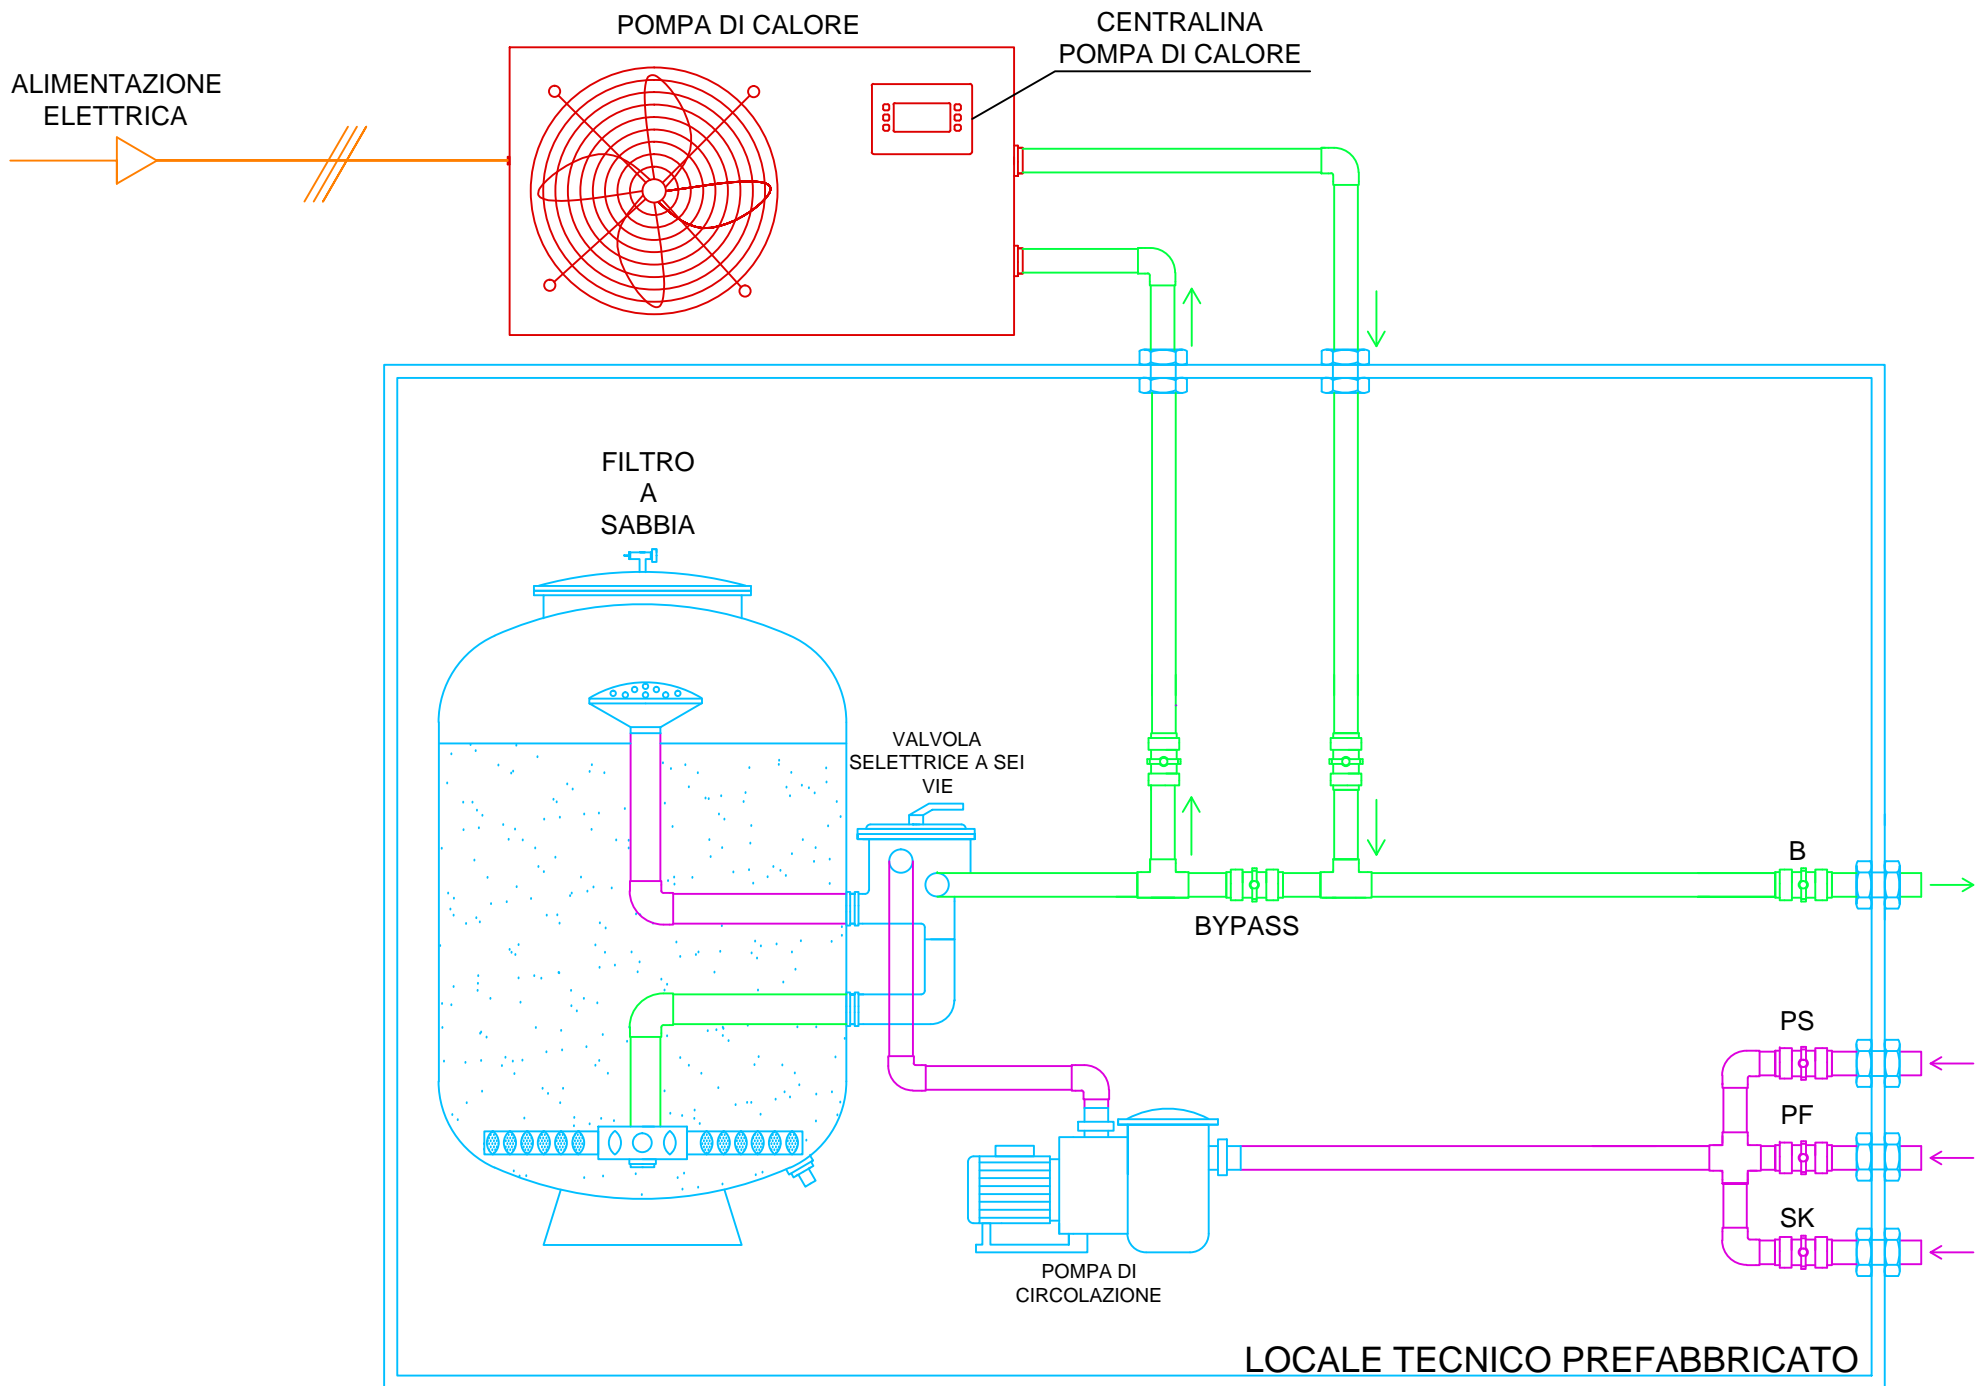 POMPA DI CALORE
CENTRALINA
POMPA DI CALORE
ALIMENTAZIONE
ELETTRICA
FILTRO
A
SABBIA
VALVOLA
SELETTRICE A SEI
VIE
B
BYPASS
PS
PF
SK
POMPA DI
CIRCOLAZIONE
LOCALE TECNICO PREFABBRICATO